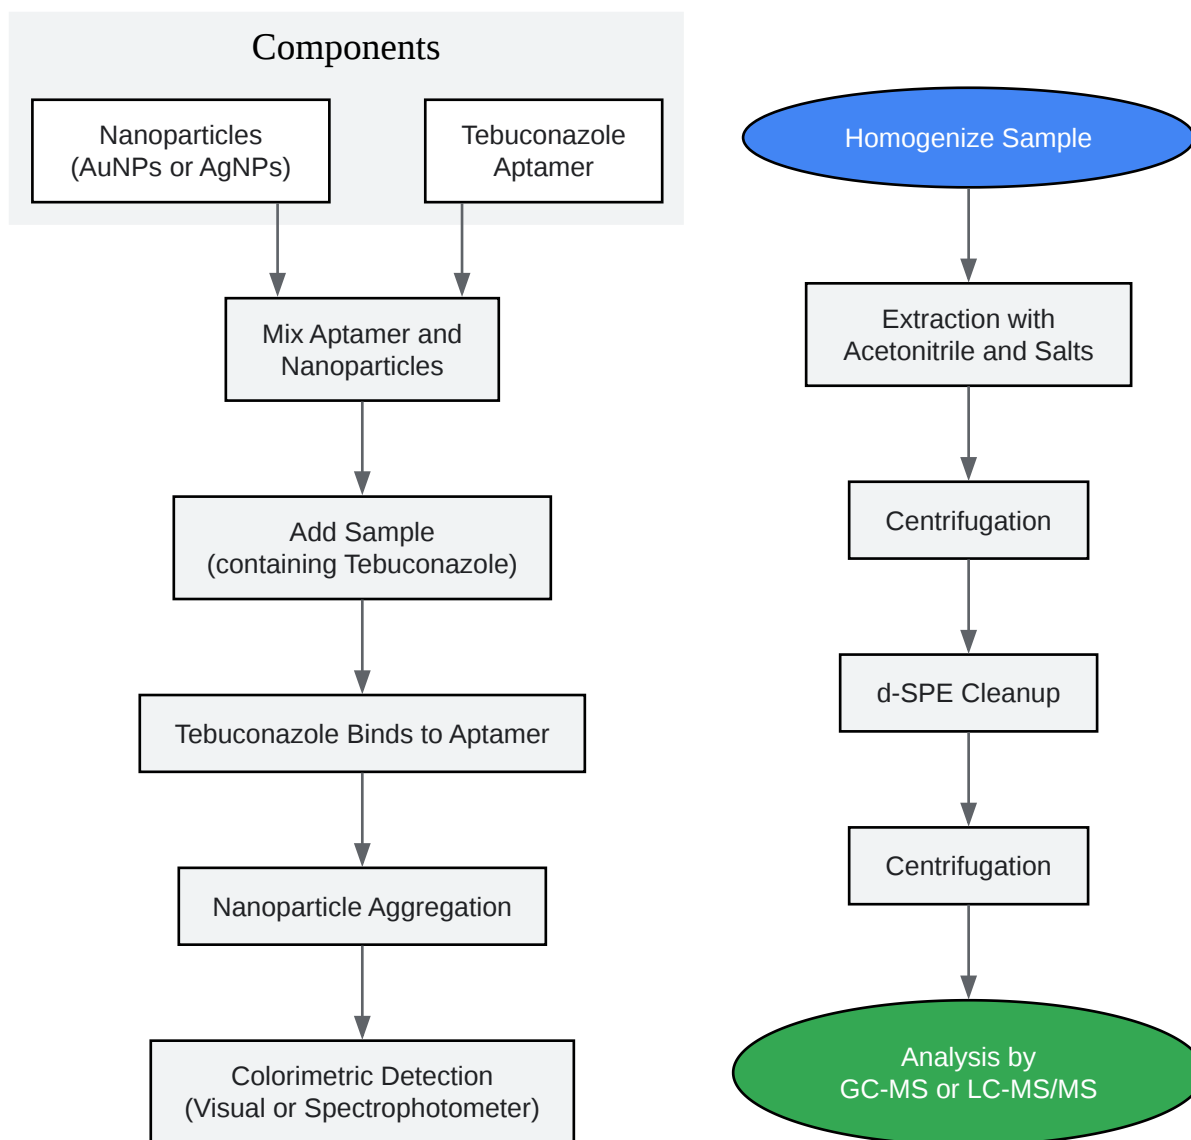 Components
Nanoparticles
(AuNPs or AgNPs)
Tebuconazole
Aptamer
Mix Aptamer and
Nanoparticles
Add Sample
(containing Tebuconazole)
Tebuconazole Binds to Aptamer
Nanoparticle Aggregation
Colorimetric Detection
(Visual or Spectrophotometer)
Homogenize Sample
Extraction with
Acetonitrile and Salts
Centrifugation
d-SPE Cleanup
Centrifugation
Analysis by
GC-MS or LC-MS/MS